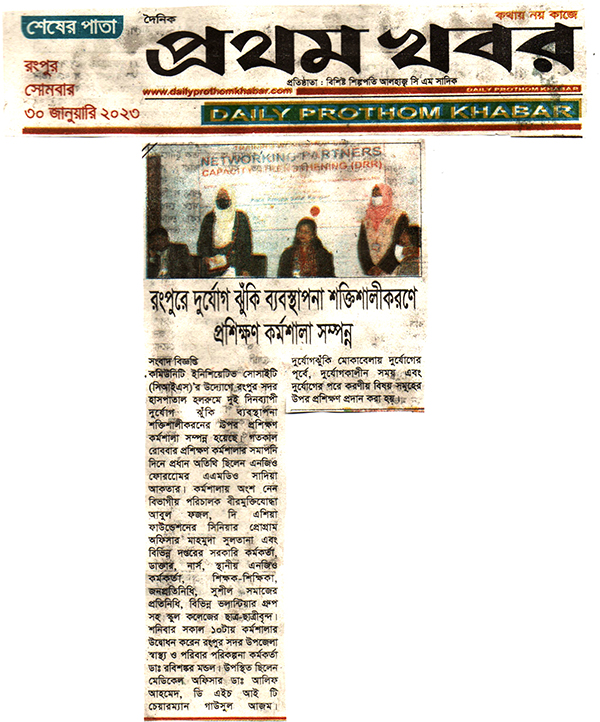 শেষের পাতা
রংপুর
সোমবার
৩০ জানুয়ারি ২০২৩
দৈনিক
কথায় নয় কাজে
প্রথম খবর
প্রতিষ্ঠাতা : বিশিষ্ট শিল্পপতি আলহাজ্ব সি এম সাদিক
www.dailyprothomkhabar.com
DAILY PROTHOM KHABAR
DAILY PROTHOM KHABAR
NETWORKING PARTNERS
CAPACITY STRENGTHENING (DRR)
রংপুরে দুর্যোগ ঝুঁকি ব্যবস্থাপনা শক্তিশালীকরণে
প্রশিক্ষণ কর্মশালা সম্পন্ন
সংবাদ বিজ্ঞপ্তি
কমিউনিটি ইনিশিয়েটিভ সোসাইটি
(সিআইএস)'র উদ্যোগে রংপুর সদর
হাসপাতাল হলরুমে দুই দিনব্যাপী
দুর্যোগ ঝুঁকি ব্যবস্থাপনা
শক্তিশালীকরনের উপর প্রশিক্ষণ
কর্মশালা সম্পন্ন হয়েছে। গতকাল
রোববার প্রশিক্ষণ কর্মশালার সমাপনি
দিনে প্রধান অতিথি ছিলেন এনজিও
ফোরামের এএমডিও সাদিয়া
আকতার। কর্মশালায় অংশ নেন
বিভাগীয় পরিচালক বীরমুক্তিযোদ্ধা
আবুল ফজল, দি এশিয়া
ফাউন্ডেশনের সিনিয়ার প্রোগ্রাম
অফিসার মাহমুদা সুলতানা এবং
বিভিন্ন দপ্তরের সরকারি কর্মকর্তা,
ডাক্তার, নার্স, স্থানীয় এনজিও
কর্মকর্তা, শিক্ষক-শিক্ষিকা,
জনপ্রতিনিধি, সুশীল সমাজের
প্রতিনিধি, বিভিন্ন ভলান্টিয়ার গ্রুপ
সহ স্কুল কলেজের ছাত্র-ছাত্রীবৃন্দ।
শনিবার সকাল ১০টায় কর্মশালার
উদ্বোধন করেন রংপুর সদর উপজেলা
স্বাস্থ্য ও পরিবার পরিকল্পনা কর্মকর্তা
ডাঃ রবিশঙ্কর মন্ডল। উপস্থিত ছিলেন
মেডিকেল অফিসার ডাঃ আলিফ
আহমেদ, ডি এইচ আই টি
চেয়ারম্যান গাউসুল আজম।
দুর্যোগঝুঁকি মোকাবেলায় দুর্যোগের
পূর্বে, দুর্যোগকালীন সময় এবং
দুর্যোগের পরে করণীয় বিষয় সমূহের
উপর প্রশিক্ষণ প্রদান করা হয়।